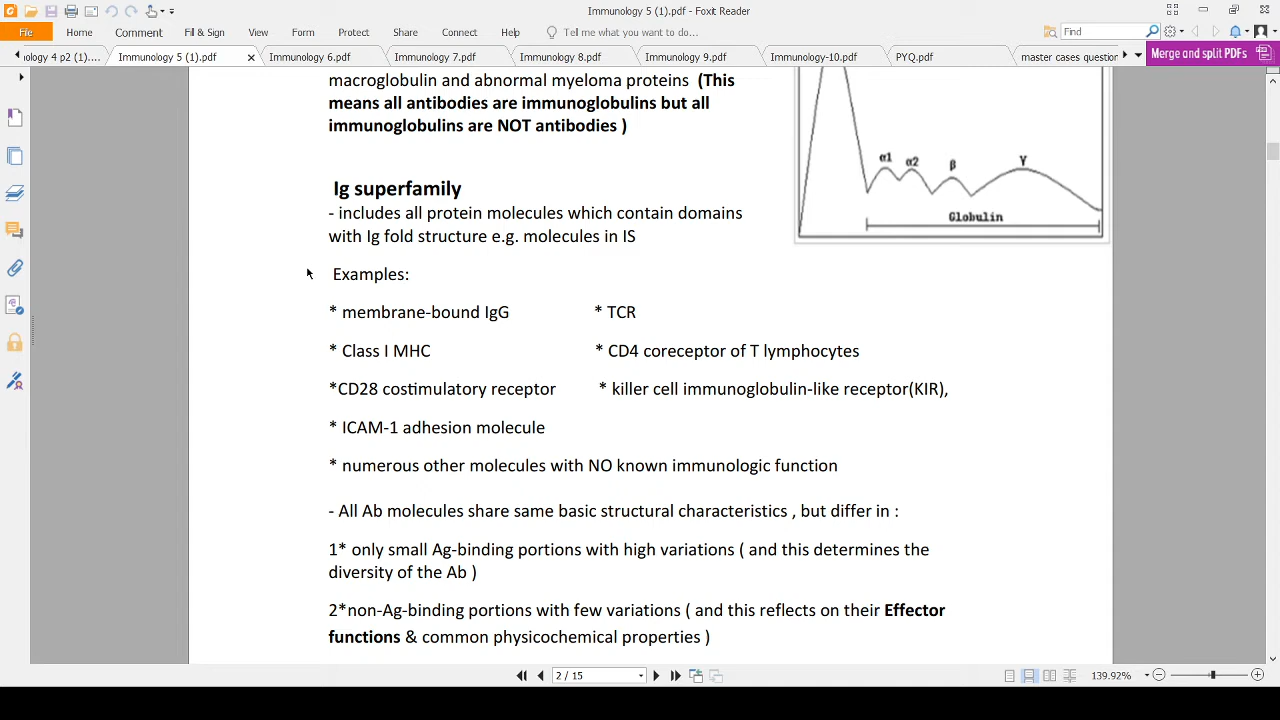 Immunology 5 (1).pdf - Foxit Reader
File
Home
Comment
Fill & Sign
View
Form
Protect
Share
Connect
Help
Tell me what you want to do...
Find
ology 4 p2 (1)....
Immunology 5 (1).pdf
Immunology 6.pdf
Immunology 7.pdf
Immunology 8.pdf
Immunology 9.pdf
Immunology-10.pdf
PYQ.pdf
master cases question
Merge and split PDFs
macroglobulin and abnormal myeloma proteins (This
means all antibodies are immunoglobulins but all
immunoglobulins are NOT antibodies )
α1 α2 β γ
Globulin
Ig superfamily
- includes all protein molecules which contain domains
with Ig fold structure e.g. molecules in IS
Examples:
* membrane-bound IgG * TCR
* Class I MHC * CD4 coreceptor of T lymphocytes
*CD28 costimulatory receptor * killer cell immunoglobulin-like receptor(KIR),
* ICAM-1 adhesion molecule
* numerous other molecules with NO known immunologic function
- All Ab molecules share same basic structural characteristics , but differ in :
1* only small Ag-binding portions with high variations ( and this determines the
diversity of the Ab )
2*non-Ag-binding portions with few variations ( and this reflects on their Effector
functions & common physicochemical properties )
2 / 15
139.92%